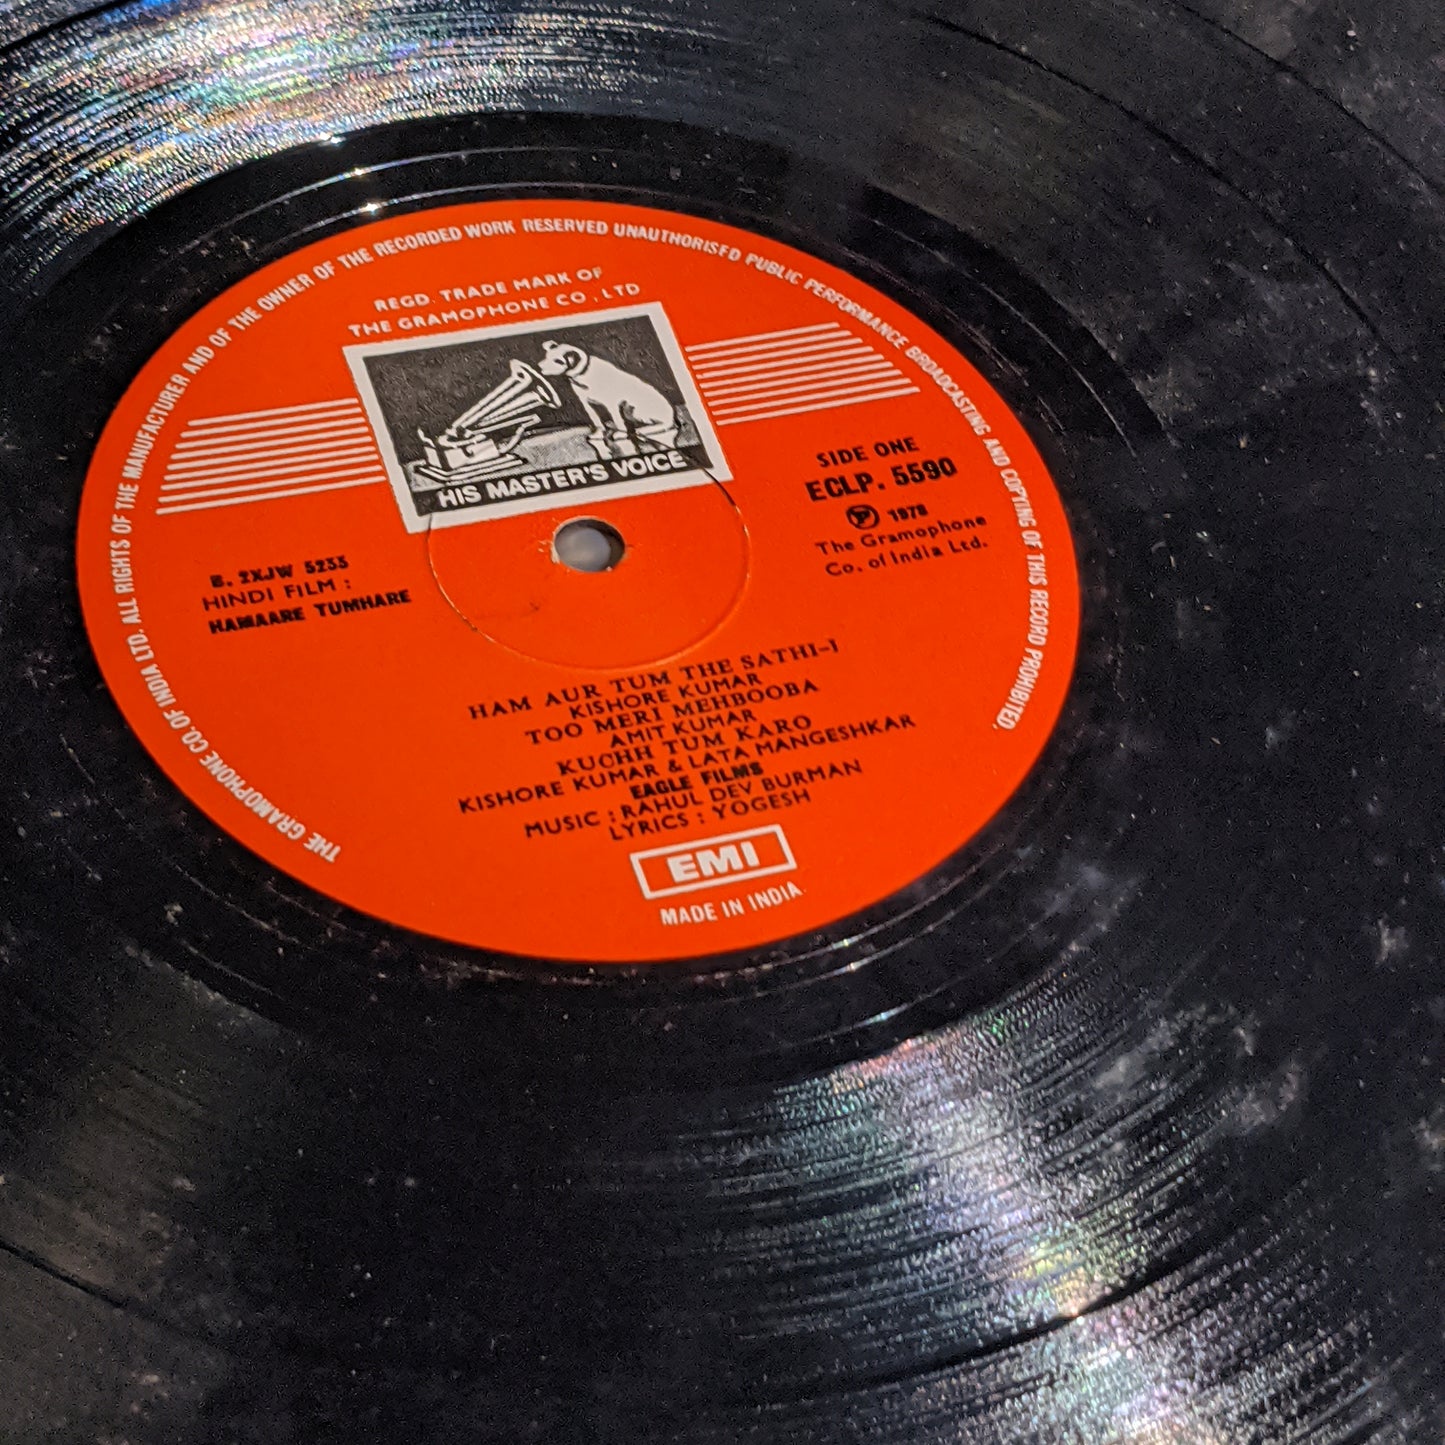 THE GRAMOPHONE CO. OF INDIA LTD. ALL RIGHTS OF THE MANUFACTURER AND OF THE OWNER OF THE RECORDED WORK RESERVED UNAUTHORISED PUBLIC PERFORMANCE BROADCASTING AND COPYING OF THIS RECORD PROHIBITED.
REGD. TRADE MARK OF
THE GRAMOPHONE CO., LTD
HIS MASTER'S VOICE
SIDE ONE
ECLP. 5590
Ⓟ 1978
The Gramophone
Co. of India Ltd.
B. 2XJW 5233
HINDI FILM :
HAMAARE TUMHARE
HAM AUR TUM THE SATHI-I
KISHORE KUMAR
TOO MERI MEHBOOBA
AMIT KUMAR
KUCHH TUM KARO
KISHORE KUMAR & LATA MANGESHKAR
EAGLE FILMS
MUSIC : RAHUL DEV BURMAN
LYRICS : YOGESH
EMI
MADE IN INDIA